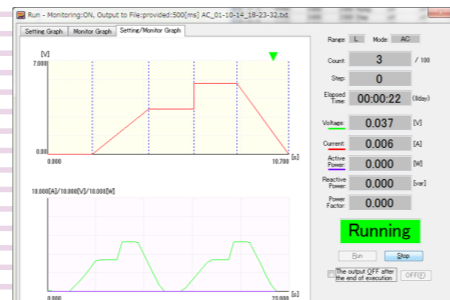 Run - Monitoring:ON, Output to File:provided:500[ms] AC_01-10-14_18-23-32.txt
Setting Graph Monitor Graph Setting/Monitor Graph
Range: L Mode AC
[V]
7.000
0.00
0.000 10.700 [s]
Count: 3 / 100
Step: 0
Elapsed Time: 00:00:22 (0day)
Voltage: 0.037 [V]
Current: 0.006 [A]
Active Power: 0.000 [W]
Reactive Power: 0.000 [var]
Power Factor: 0.000
10.000[A]/10.000[V]/10.000[W]
0.000 20.000 [s]
Running
Run Stop
The output OFF after the end of execution OFF(F)